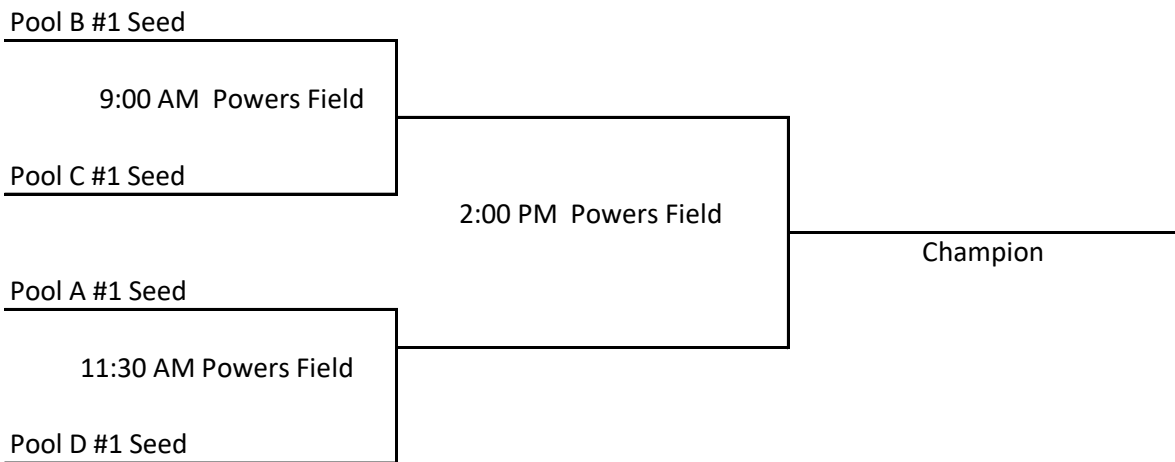 Pool B #1 Seed
9:00 AM  Powers Field
Pool C #1 Seed
2:00 PM  Powers Field
Champion
Pool A #1 Seed
11:30 AM Powers Field
Pool D #1 Seed